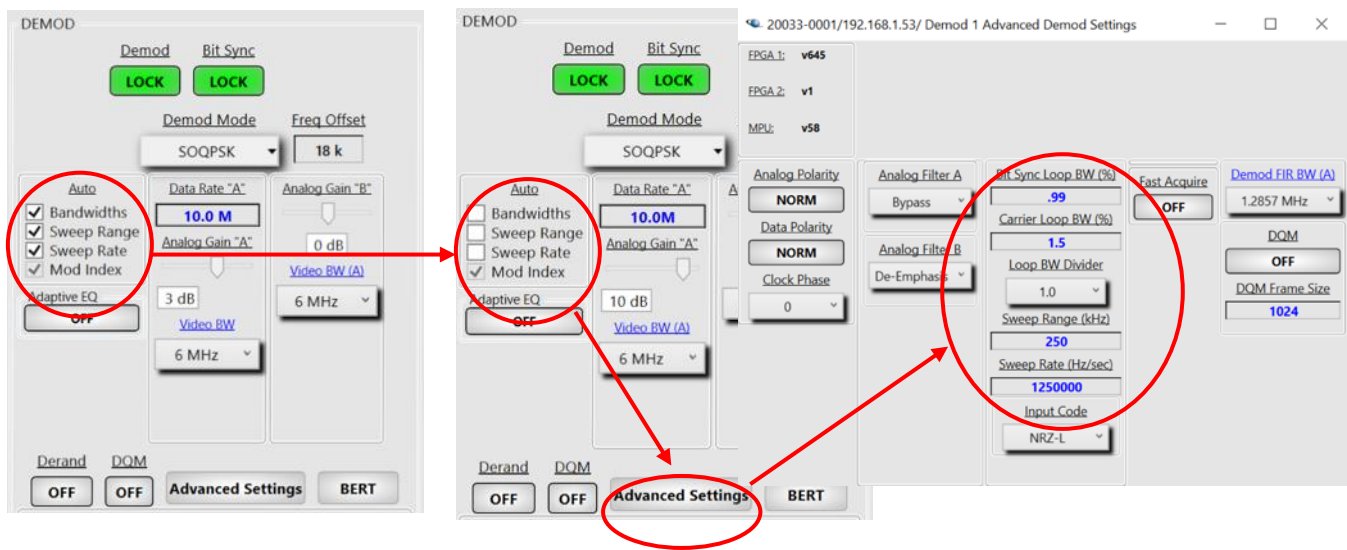 DEMOD
Demod Bit Sync
LOCK LOCK
Demod Mode Freq Offset
SOQPSK 18 k
Auto
Bandwidths
Sweep Range
Sweep Rate
Mod Index
Adaptive EQ
OFF
Data Rate "A"
10.0 M
Analog Gain "A"
3 dB
Video BW
6 MHz
Analog Gain "B"
0 dB
Video BW (A)
6 MHz
Derand DQM
OFF OFF Advanced Settings BERT
DEMOD
Demod Bit Sync
LOCK LOCK
Demod Mode
SOQPSK
Auto
Bandwidths
Sweep Range
Sweep Rate
Mod Index
Adaptive EQ
OFF
Data Rate "A"
10.0M
Analog Gain "A"
10 dB
Video BW (A)
6 MHz
A
Derand DQM
OFF OFF Advanced Settings BERT
20033-0001/192.168.1.53/ Demod 1 Advanced Demod Settings
FPGA 1: v645
FPGA 2: v1
MPU: v58
Analog Polarity
NORM
Data Polarity
NORM
Clock Phase
0
Analog Filter A
Bypass
Analog Filter B
De-Emphasis
Bit Sync Loop BW (%)
.99
Carrier Loop BW (%)
1.5
Loop BW Divider
1.0
Sweep Range (kHz)
250
Sweep Rate (Hz/sec)
1250000
Input Code
NRZ-L
Fast Acquire
OFF
Demod FIR BW (A)
1.2857 MHz
DQM
OFF
DQM Frame Size
1024